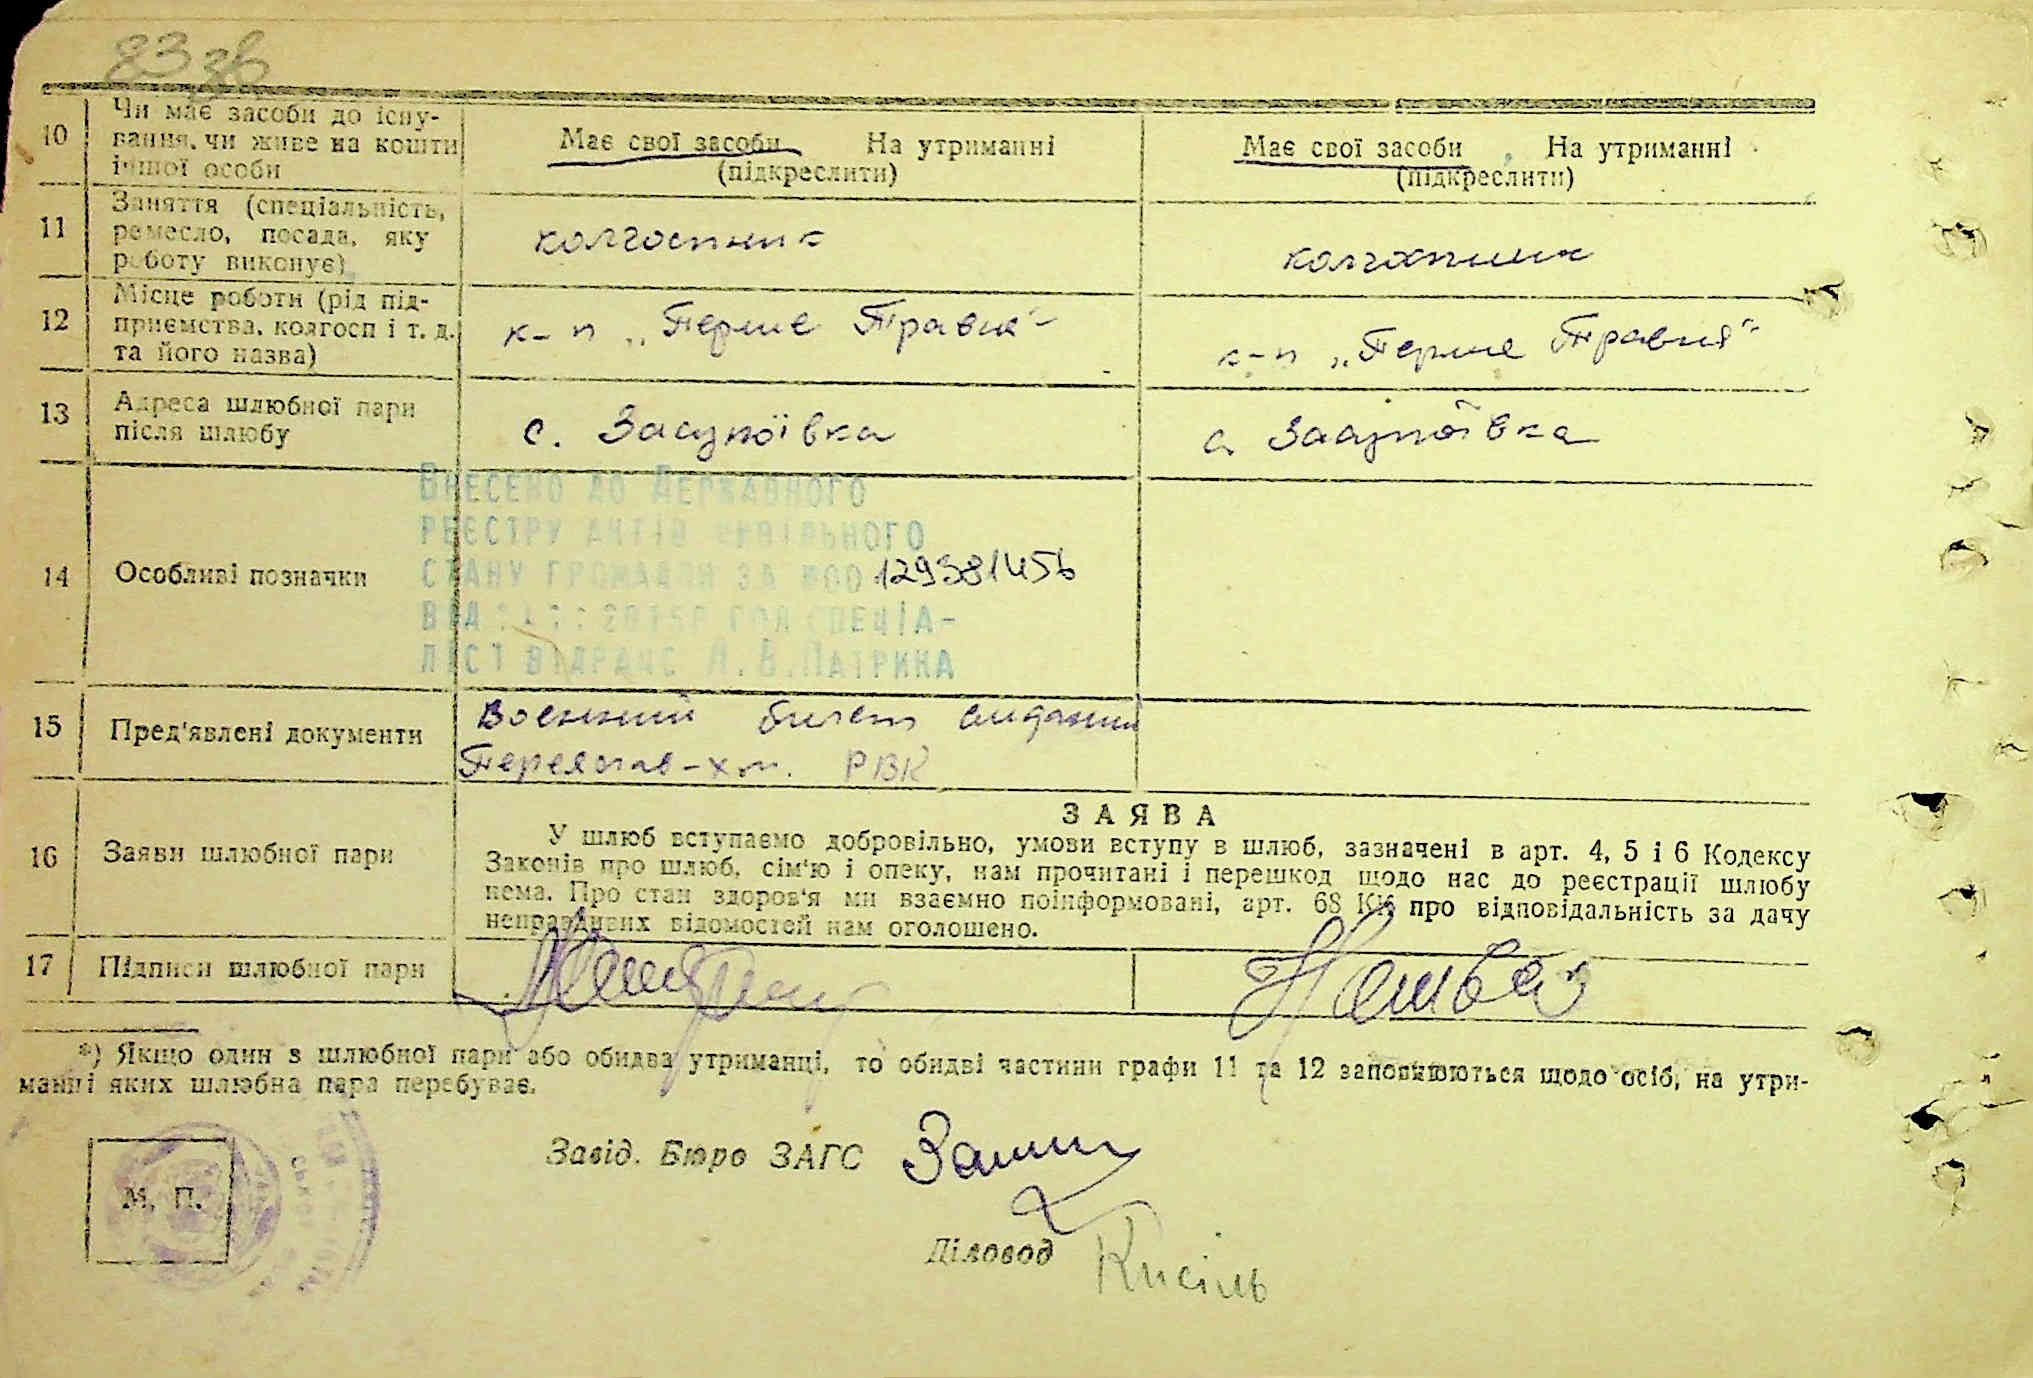 83 зв
10 Чи має засоби до існу-
вання, чи живе на кошти
іншої особи
Має свої засоби На утриманні
(підкреслити)
Має свої засоби На утриманні
(підкреслити)
11 Заняття (спеціальність,
ремесло, посада, яку
роботу виконує)
колгоспник
колгоспник
12 Місце роботи (рід під-
приємства, колгосп і т. д.
та його назва)
к-п „Перше Травня"
к-п „Перше Травня"
13 Адреса шлюбної пари
після шлюбу
с. Засупоївка
с. Засупоївка
14 Особливі позначки
Внесено до Державного
реєстру актів цивільного
стану громадян за №00 129381456
від
ліст відрацс А.В.Патрика
15 Пред'явлені документи
Военний билет виданий
Переяслав-хм. РВК
16 Заяви шлюбної пари
ЗАЯВА
У шлюб вступаємо добровільно, умови вступу в шлюб, зазначені в арт. 4, 5 і 6 Кодексу
Законів про шлюб, сім'ю і опеку, нам прочитані і перешкод щодо нас до реєстрації шлюбу
нема. Про стан здоров'я ми взаємно поінформовані, арт. 68 КК про відповідальність за дачу
неправдивих відомостей нам оголошено.
17 Підписи шлюбної пари
*) Якщо один з шлюбної пари або обидва утриманці, то обидві частини графи 11 та 12 заповнюються щодо осіб, на утри-
манні яких шлюбна пара перебуває.
М. П.
Завід. Бюро ЗАГС
Діловод Кисіль